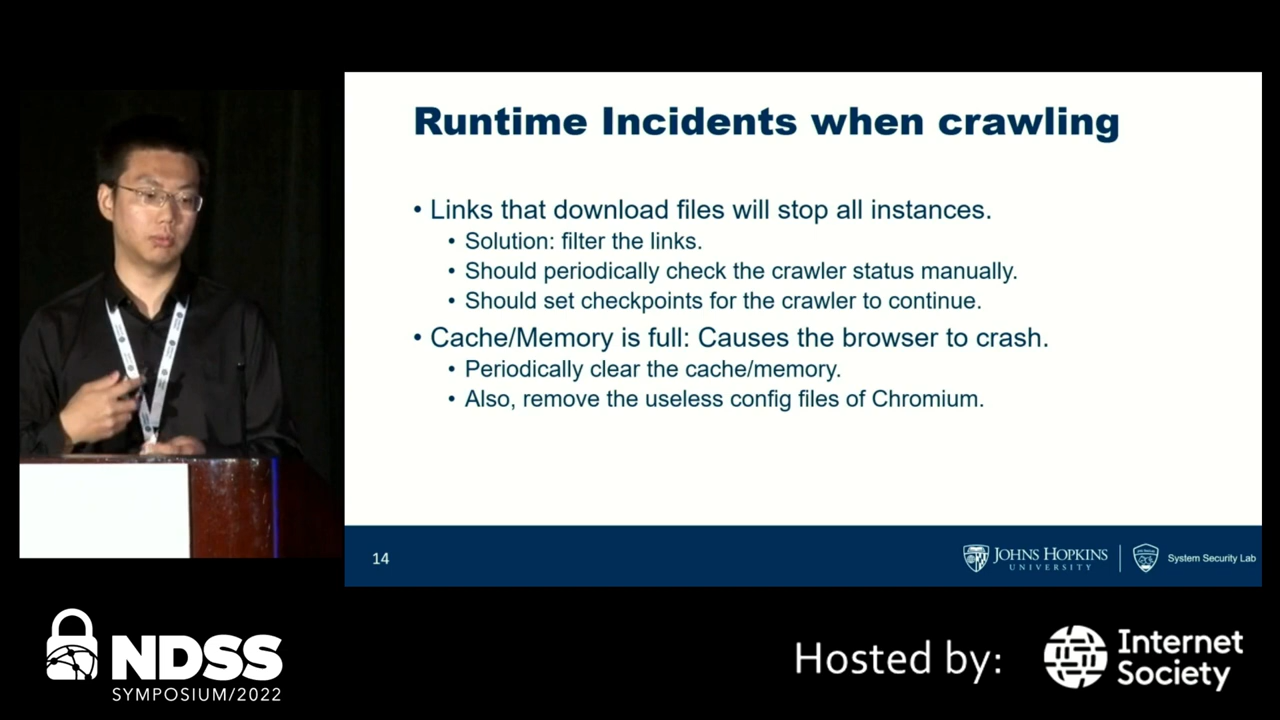 Runtime Incidents when crawling
• Links that download files will stop all instances.
• Solution: filter the links.
• Should periodically check the crawler status manually.
• Should set checkpoints for the crawler to continue.
• Cache/Memory is full: Causes the browser to crash.
• Periodically clear the cache/memory.
• Also, remove the useless config files of Chromium.
14
JOHNS HOPKINS
UNIVERSITY
System Security Lab
NDSS
SYMPOSIUM/2022
Hosted by:
Internet
Society